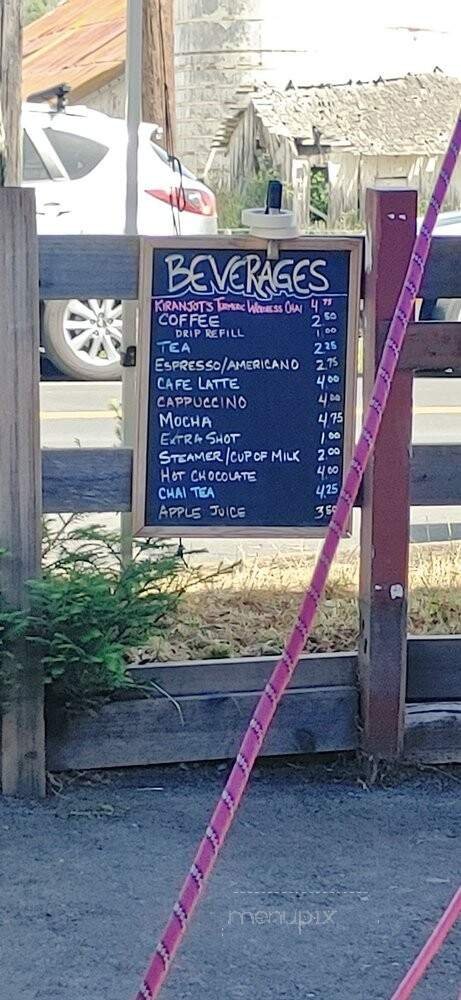 BEVERAGES
KIRANJOT'S TURMERIC WELLNESS CHAI 4 75
COFFEE 2 50
DRIP REFILL 1 00
TEA 2 25
ESPRESSO/AMERICANO 2.75
CAFE LATTE 4.00
CAPPUCCINO 4 00
MOCHA 4.75
EXTRA SHOT 1.00
STEAMER/CUP OF MILK 2.00
HOT CHOCOLATE 4.00
CHAI TEA 4.25
APPLE JUICE 3.50
menupix